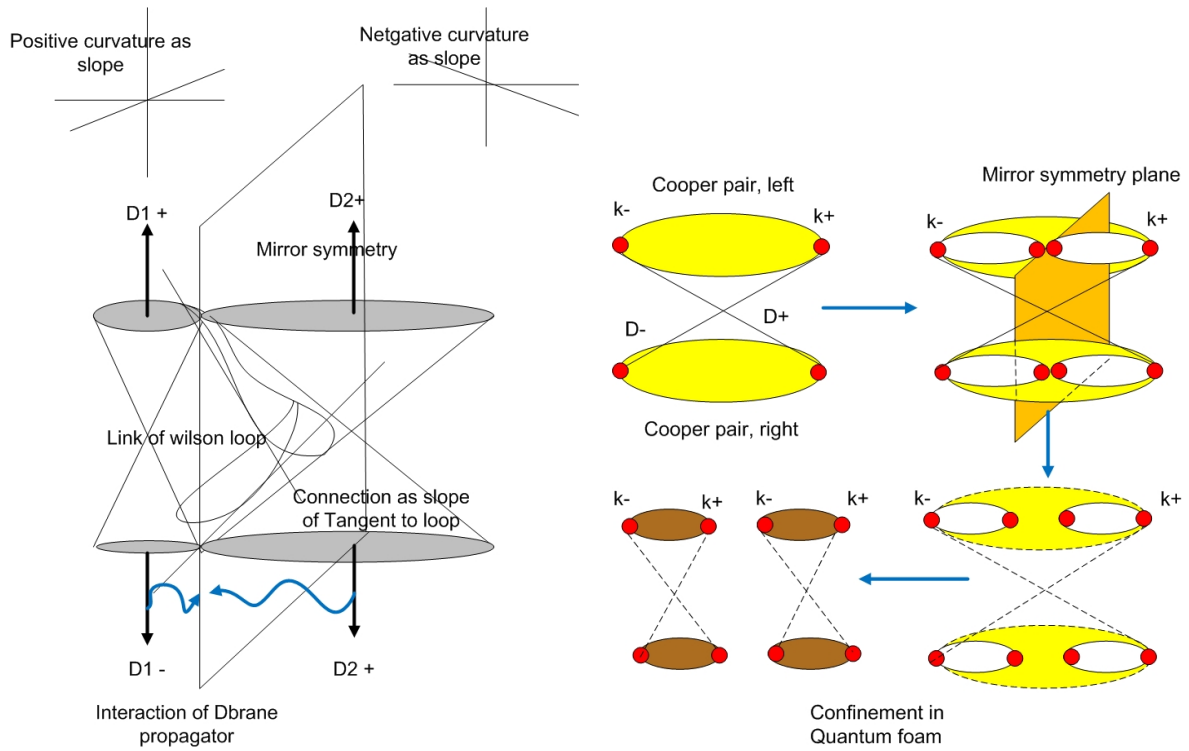 Positive curvature as
slope
Netgative curvature
as slope
D1 +
D2+
Mirror symmetry
Link of wilson loop
Connection as slope
of Tangent to loop
D1 -
D2 +
Interaction of Dbrane
propagator
Cooper pair, left
k-
k+
D-
D+
Cooper pair, right
Mirror symmetry plane
k-
k+
k-
k+
k-
k+
k-
k+
Confinement in
Quantum foam